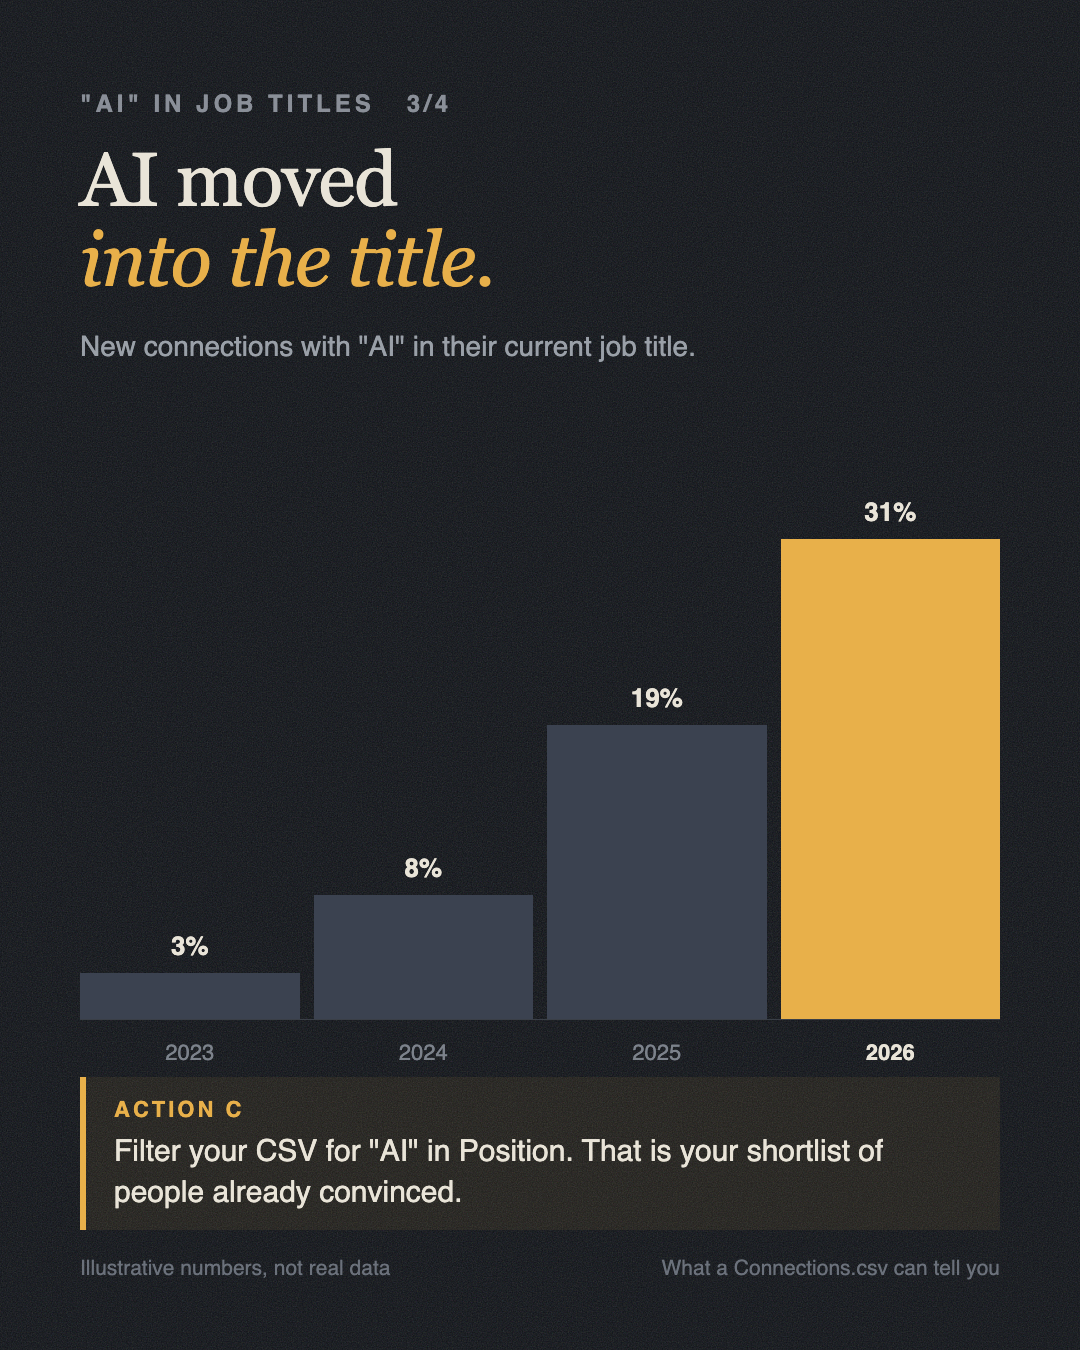 "AI" IN JOB TITLES 3/4
AI moved
into the title.
New connections with "AI" in their current job title.
31%
19%
8%
3%
2023 2024 2025 2026
ACTION C
Filter your CSV for "AI" in Position. That is your shortlist of
people already convinced.
Illustrative numbers, not real data What a Connections.csv can tell you